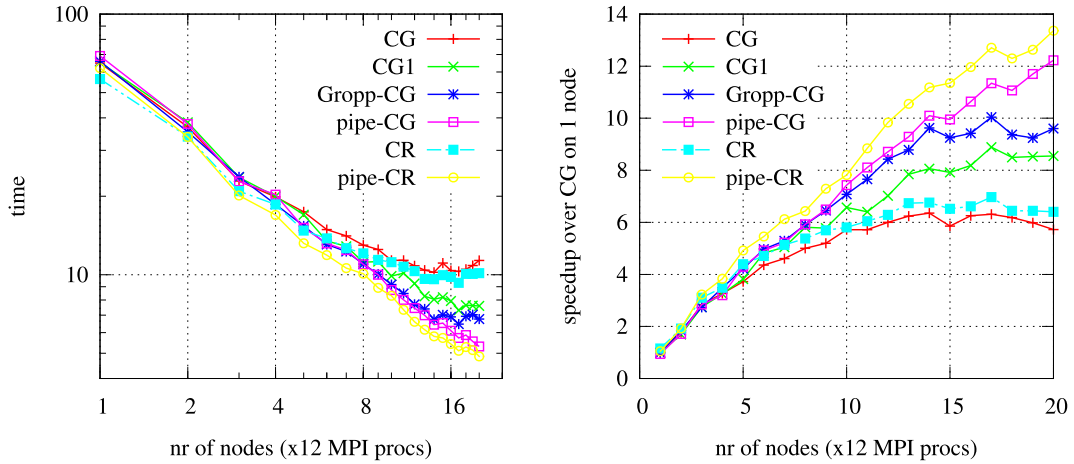 100
10
time
1
2
4
8
16
nr of nodes (x12 MPI procs)
CG
CG1
Gropp-CG
pipe-CG
CR
pipe-CR
14
12
10
8
6
4
2
0
speedup over CG on 1 node
0
5
10
15
20
nr of nodes (x12 MPI procs)
CG
CG1
Gropp-CG
pipe-CG
CR
pipe-CR